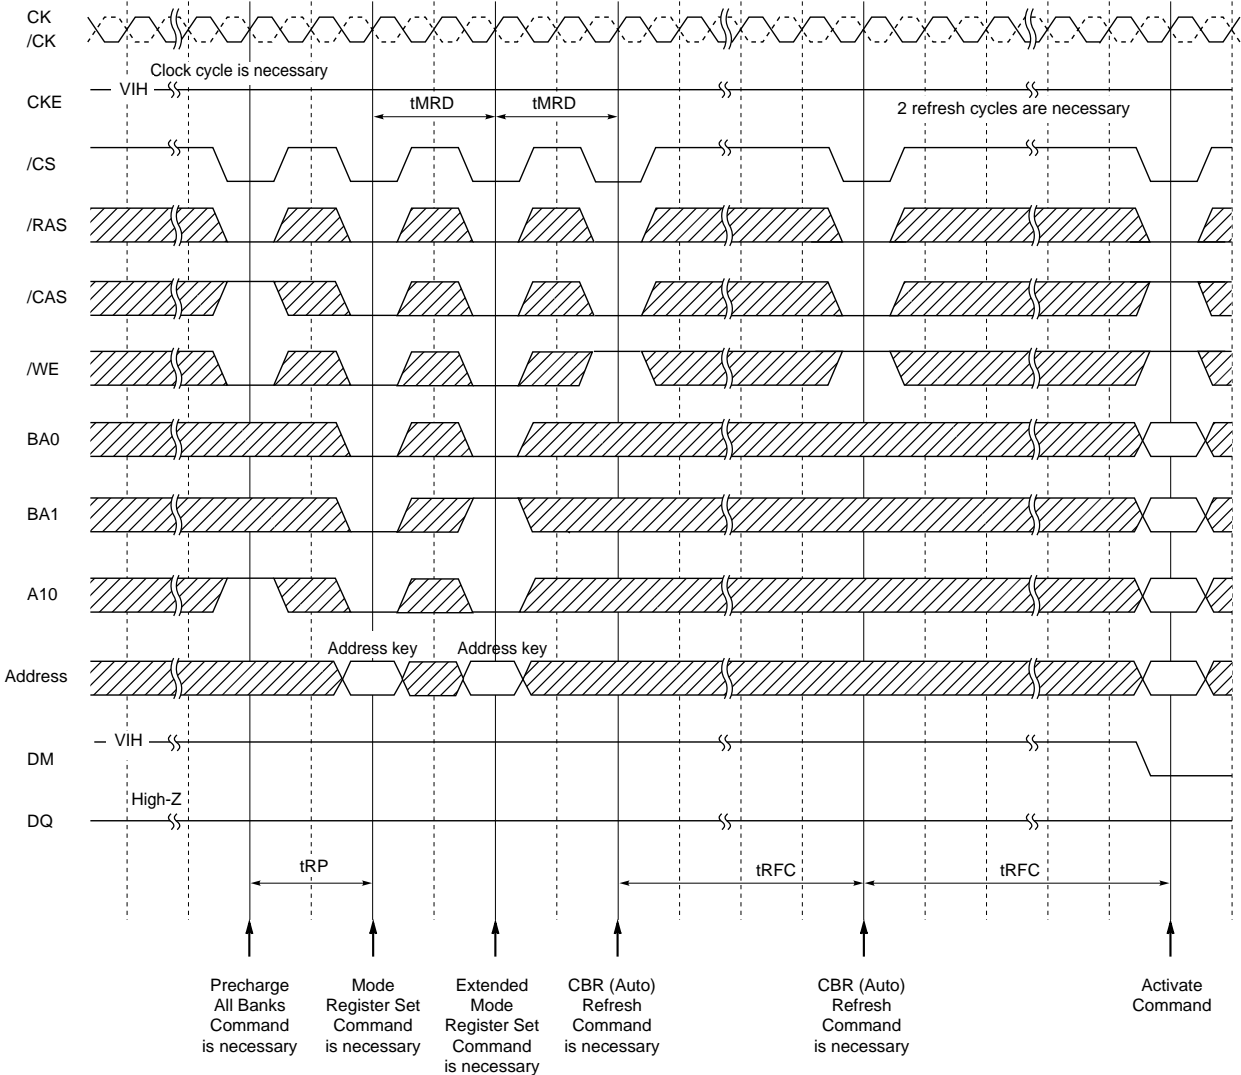 CK
/CK
Clock cycle is necessary
VIH
CKE
tMRD
tMRD
2 refresh cycles are necessary
/CS
/RAS
/CAS
/WE
BA0
BA1
A10
Address key
Address key
Address
VIH
DM
High-Z
DQ
tRP
tRFC
tRFC
Precharge
All Banks
Command
is necessary
Mode
Register Set
Command
is necessary
Extended
Mode
Register Set
Command
is necessary
CBR (Auto)
Refresh
Command
is necessary
CBR (Auto)
Refresh
Command
is necessary
Activate
Command